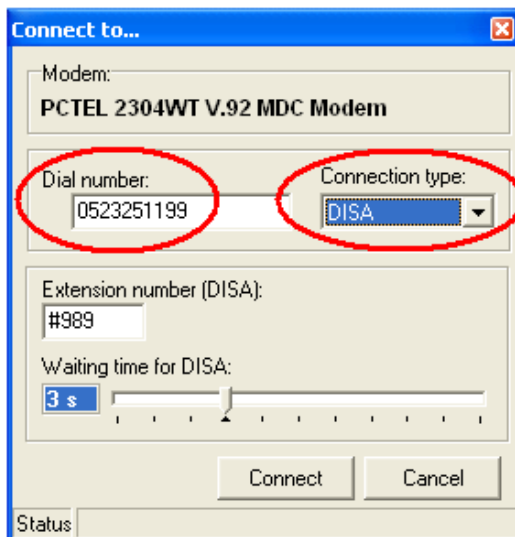 Connect to...
Modem:
PCTEL 2304WT V.92 MDC Modem
Dial number:
0523251199
Connection type:
DISA
Extension number (DISA):
#989
Waiting time for DISA:
3 s
Connect
Cancel
Status